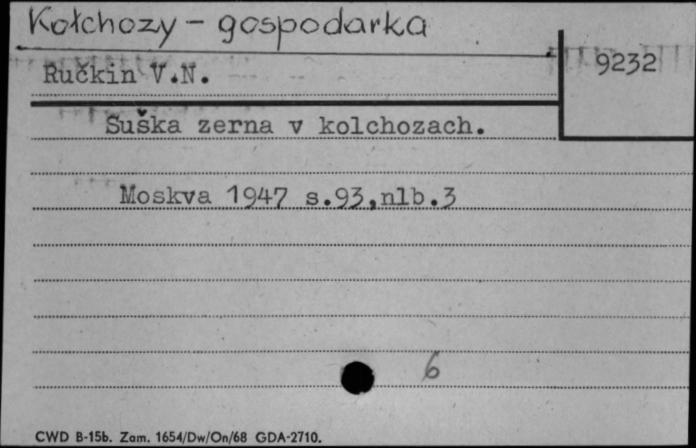 Kołchozy - gospodarka
9232
Ručkin V.N.
Suška zerna v kolchozach.
Moskva 1947 s.93,nlb.3
6
CWD B-15b. Zam. 1654/Dw/On/68 GDA-2710.